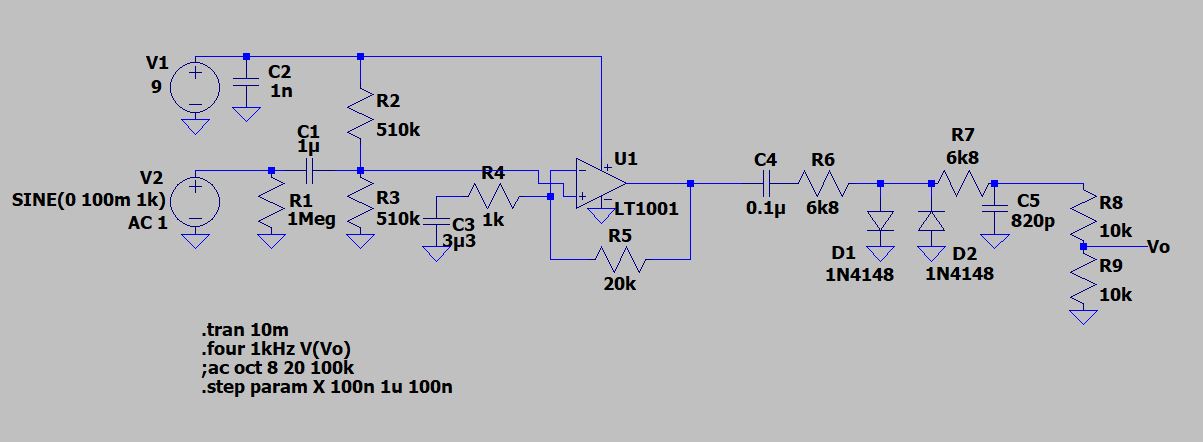 V1
9
C2
1n
R2
510k
C1
1µ
V2
SINE(0 100m 1k)
AC 1
R1
1Meg
R3
510k
R4
1k
C3
3µ3
U1
LT1001
R5
20k
C4
0.1µ
R6
6k8
D1
1N4148
D2
1N4148
R7
6k8
C5
820p
R8
10k
Vo
R9
10k
.tran 10m
.four 1kHz V(Vo)
;ac oct 8 20 100k
.step param X 100n 1u 100n